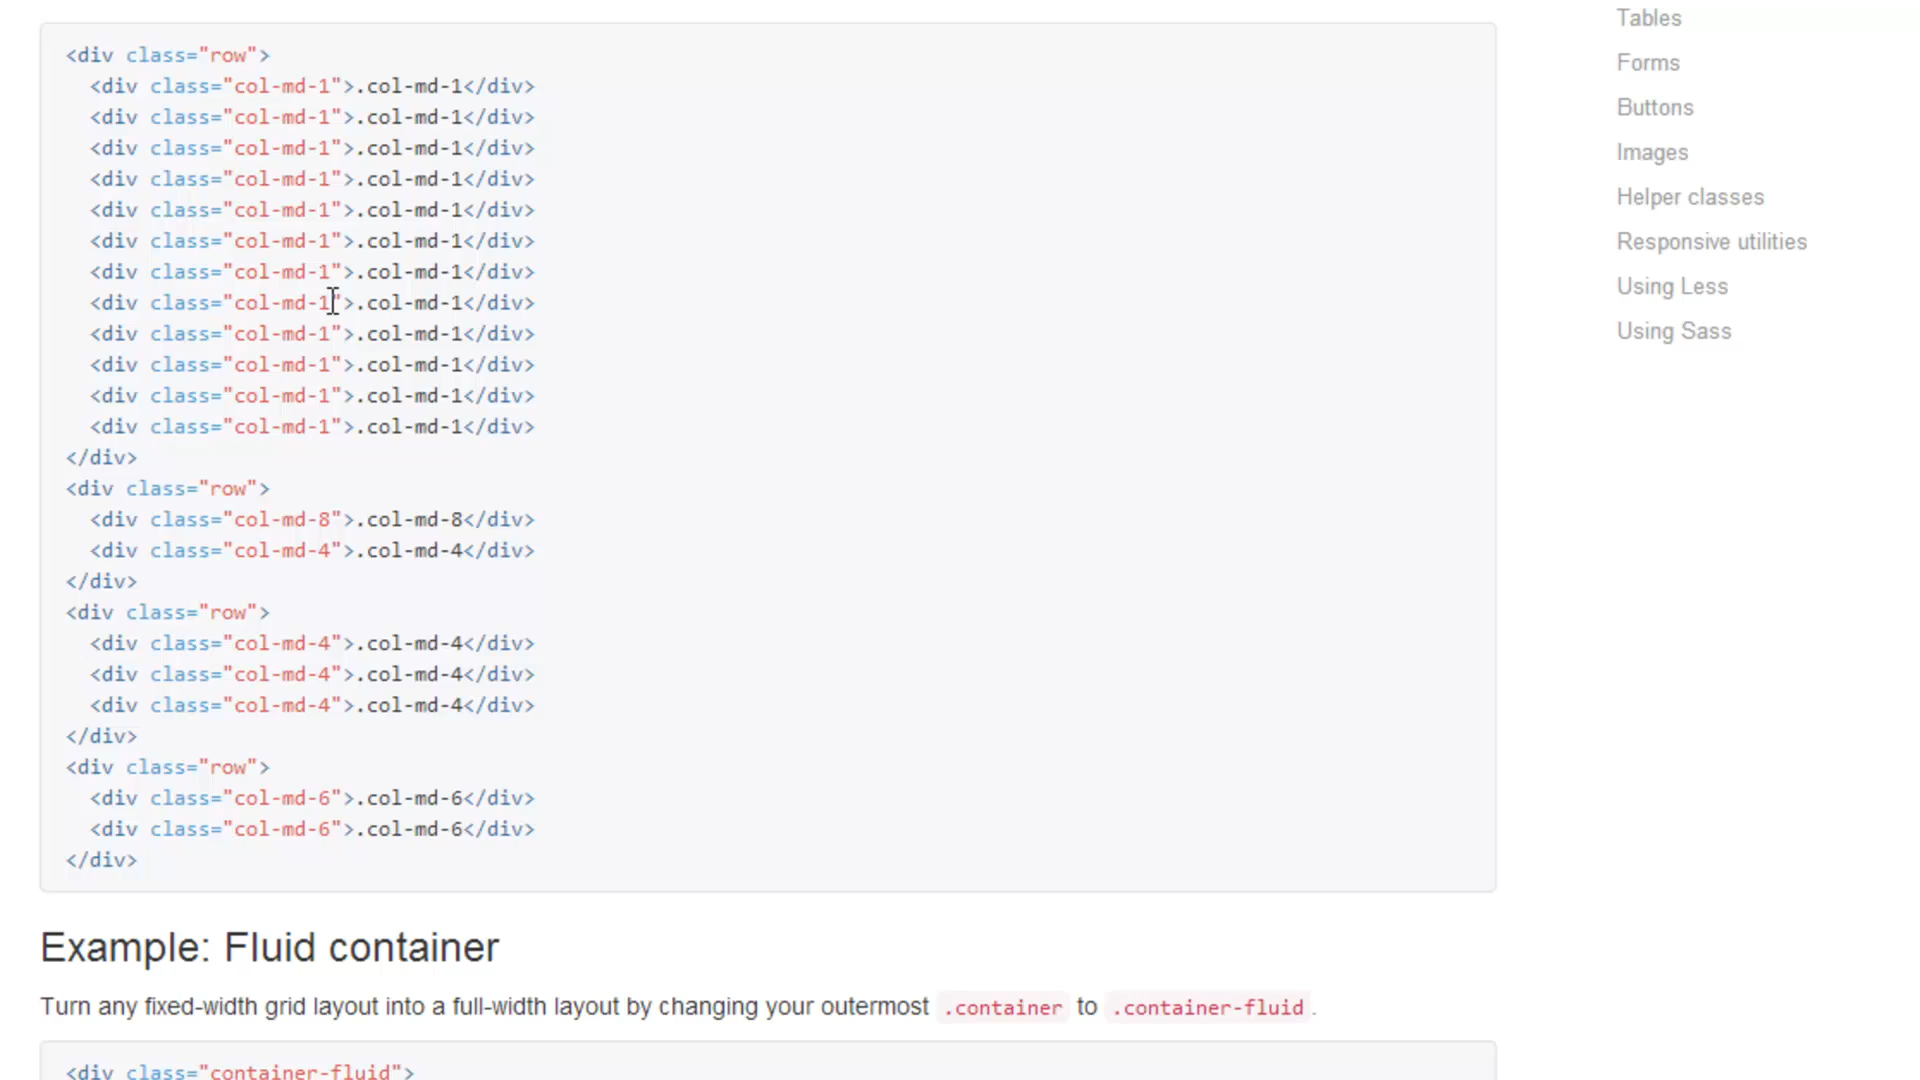 <div class="row">
  <div class="col-md-1">.col-md-1</div>
  <div class="col-md-1">.col-md-1</div>
  <div class="col-md-1">.col-md-1</div>
  <div class="col-md-1">.col-md-1</div>
  <div class="col-md-1">.col-md-1</div>
  <div class="col-md-1">.col-md-1</div>
  <div class="col-md-1">.col-md-1</div>
  <div class="col-md-1">.col-md-1</div>
  <div class="col-md-1">.col-md-1</div>
  <div class="col-md-1">.col-md-1</div>
  <div class="col-md-1">.col-md-1</div>
  <div class="col-md-1">.col-md-1</div>
</div>
<div class="row">
  <div class="col-md-8">.col-md-8</div>
  <div class="col-md-4">.col-md-4</div>
</div>
<div class="row">
  <div class="col-md-4">.col-md-4</div>
  <div class="col-md-4">.col-md-4</div>
  <div class="col-md-4">.col-md-4</div>
</div>
<div class="row">
  <div class="col-md-6">.col-md-6</div>
  <div class="col-md-6">.col-md-6</div>
</div>
Example: Fluid container
Turn any fixed-width grid layout into a full-width layout by changing your outermost .container to .container-fluid.
<div class="container-fluid">
Tables
Forms
Buttons
Images
Helper classes
Responsive utilities
Using Less
Using Sass